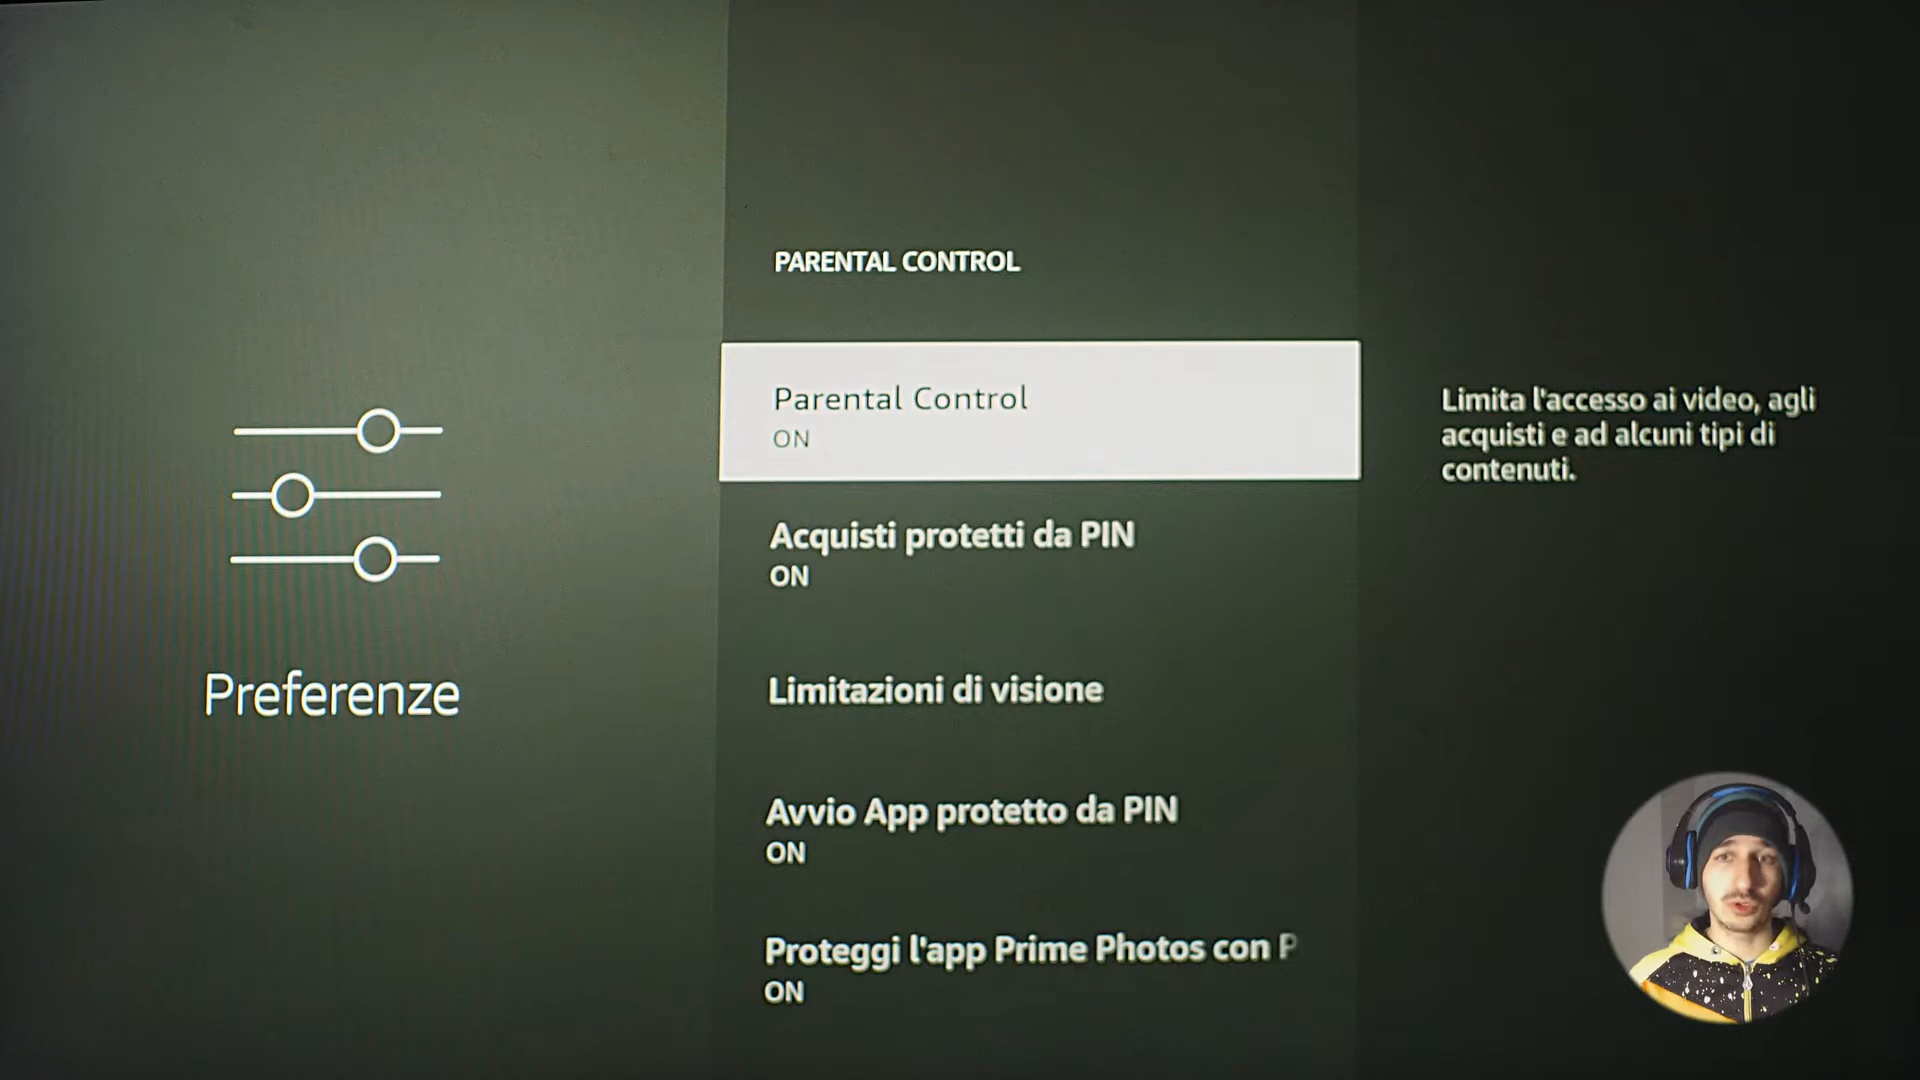 PARENTAL CONTROL
Parental Control
ON
Limita l'accesso ai video, agli
acquisti e ad alcuni tipi di
contenuti.
Acquisti protetti da PIN
ON
Limitazioni di visione
Preferenze
Avvio App protetto da PIN
ON
Proteggi l'app Prime Photos con P
ON